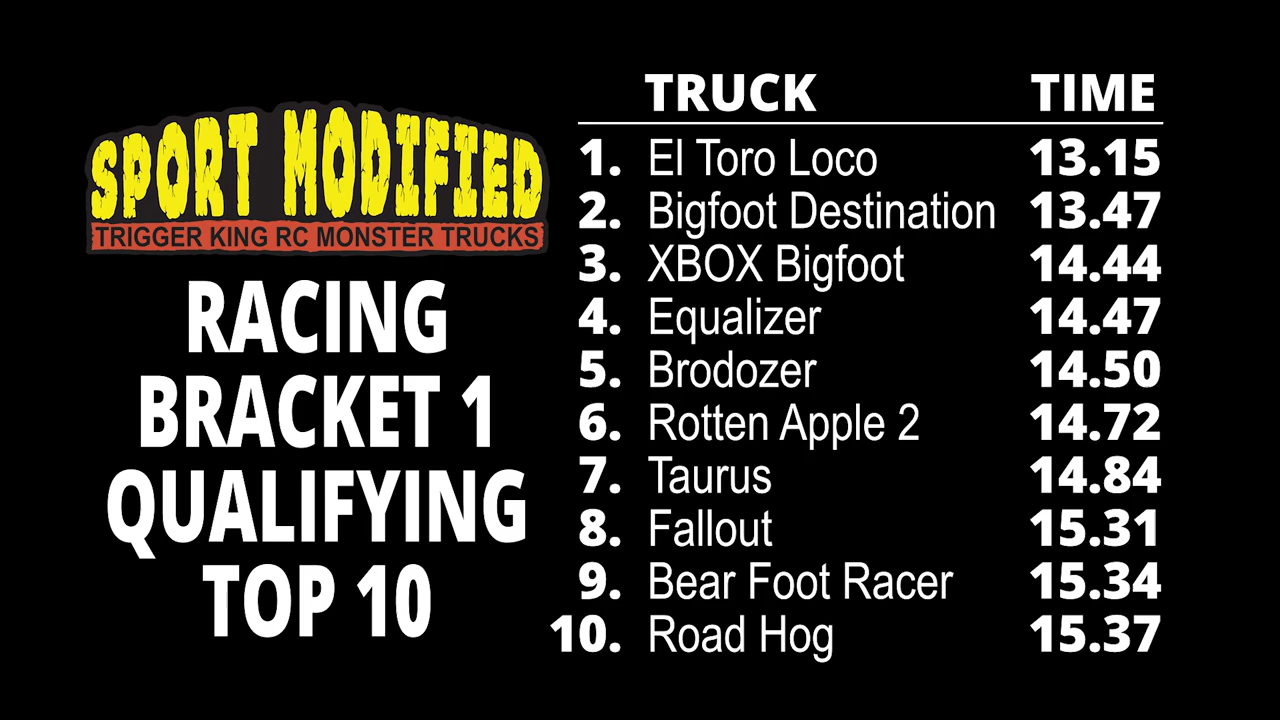 SPORT MODIFIED
TRIGGER KING RC MONSTER TRUCKS
RACING
BRACKET 1
QUALIFYING
TOP 10
TRUCK TIME
1. El Toro Loco 13.15
2. Bigfoot Destination 13.47
3. XBOX Bigfoot 14.44
4. Equalizer 14.47
5. Brodozer 14.50
6. Rotten Apple 2 14.72
7. Taurus 14.84
8. Fallout 15.31
9. Bear Foot Racer 15.34
10. Road Hog 15.37